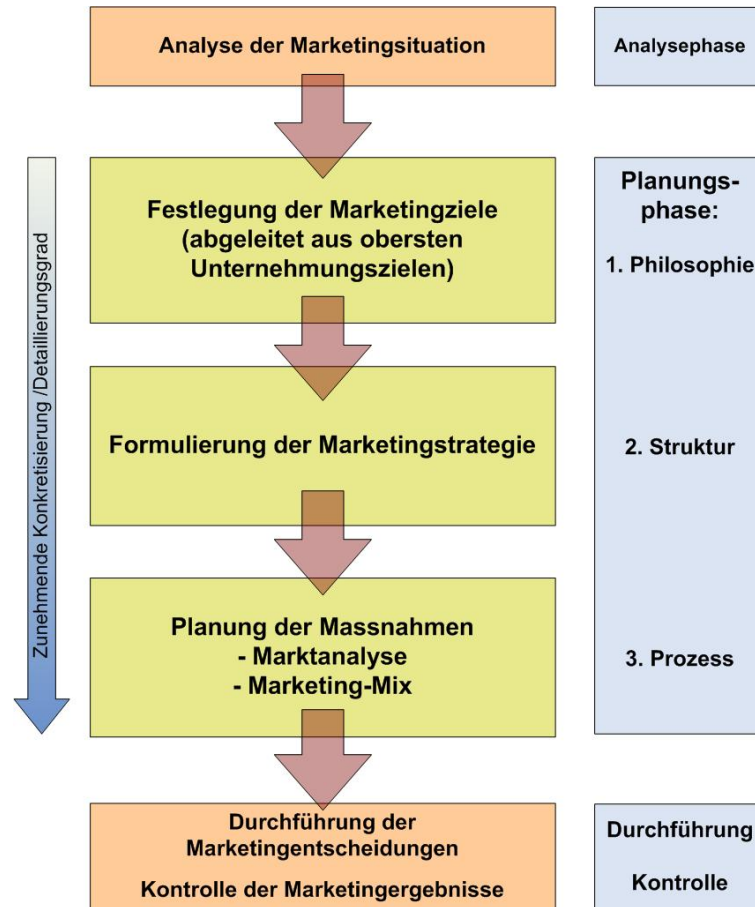 Analyse der Marketingsituation
Analysephase
Zunehmende Konkretisierung /Detaillierungsgrad
Festlegung der Marketingziele
(abgeleitet aus obersten
Unternehmungszielen)
Planungs-
phase:
1. Philosophie
Formulierung der Marketingstrategie
2. Struktur
Planung der Massnahmen
- Marktanalyse
- Marketing-Mix
3. Prozess
Durchführung der
Marketingentscheidungen
Kontrolle der Marketingergebnisse
Durchführung
Kontrolle